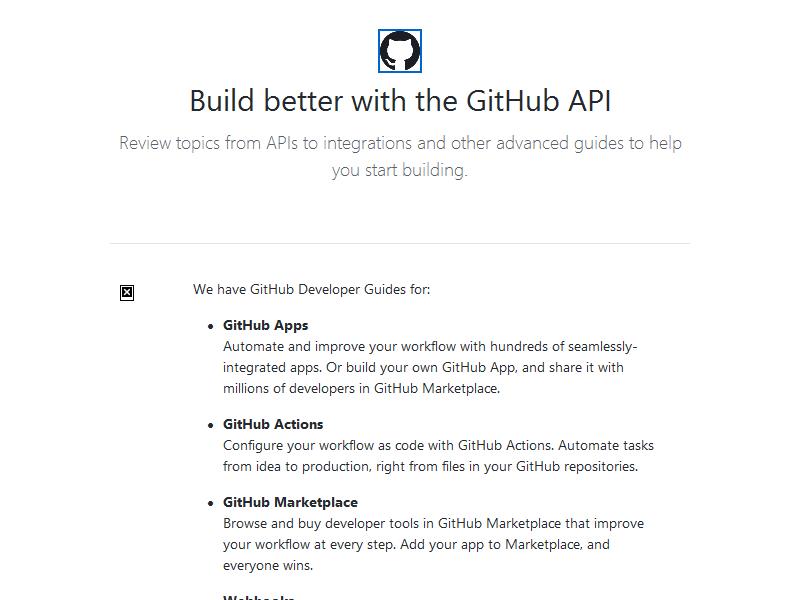 Build better with the GitHub API
Review topics from APIs to integrations and other advanced guides to help
you start building.
We have GitHub Developer Guides for:
• GitHub Apps
Automate and improve your workflow with hundreds of seamlessly-
integrated apps. Or build your own GitHub App, and share it with
millions of developers in GitHub Marketplace.
• GitHub Actions
Configure your workflow as code with GitHub Actions. Automate tasks
from idea to production, right from files in your GitHub repositories.
• GitHub Marketplace
Browse and buy developer tools in GitHub Marketplace that improve
your workflow at every step. Add your app to Marketplace, and
everyone wins.
Webhooks